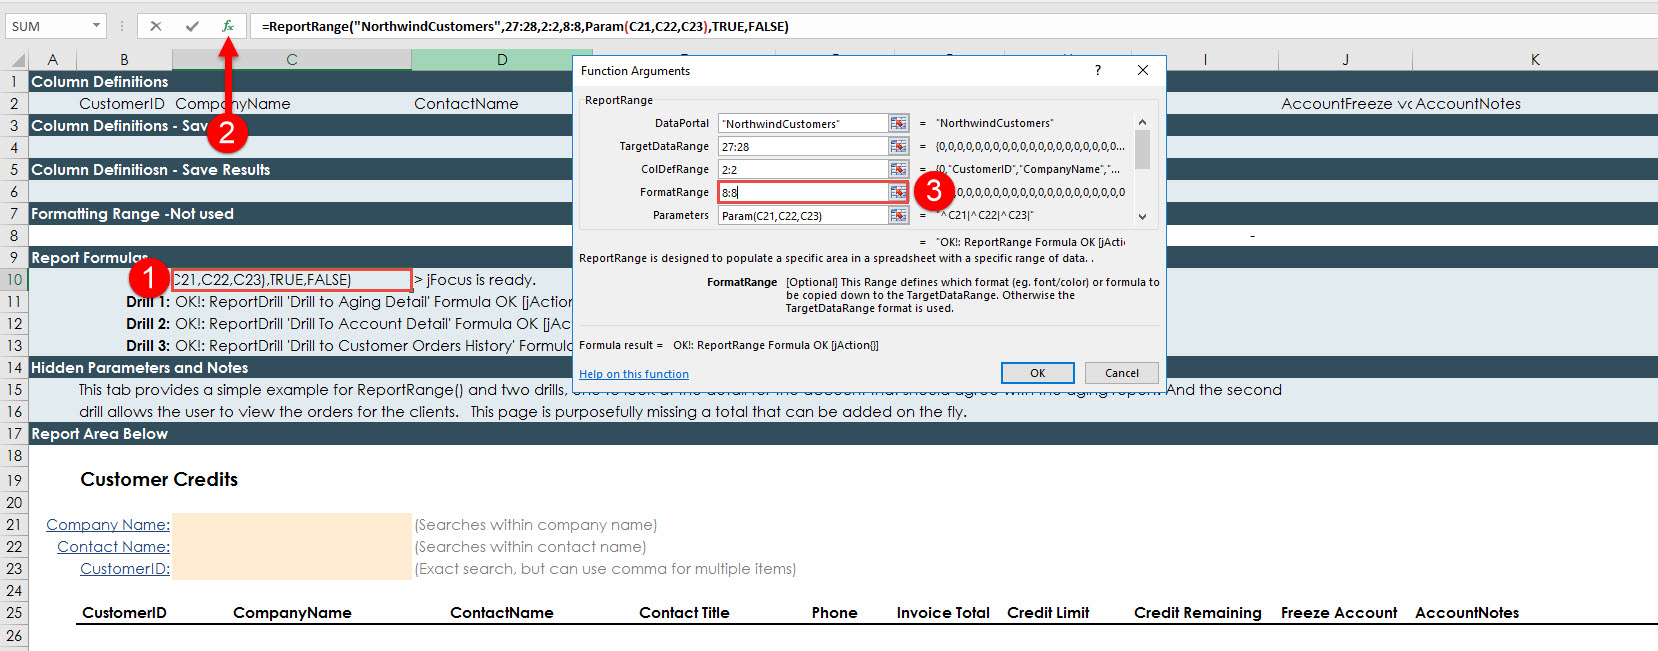 SUM
fx
=ReportRange("NorthwindCustomers",27:28,2:2,8:8,Param(C21,C22,C23),TRUE,FALSE)
A B C D I J K
1 Column Definitions
2 CustomerID CompanyName ContactName AccountFreeze AccountNotes
3 Column Definitions - Sav
2
4
5 Column Definitiosn - Save Results
6
7 Formatting Range -Not used
8 -
9 Report Formulas
10 C21,C22,C23),TRUE,FALSE) > jFocus is ready.
1
11 Drill 1: OK!: ReportDrill 'Drill to Aging Detail' Formula OK [jAction
12 Drill 2: OK!: ReportDrill 'Drill To Account Detail' Formula OK [jAc
13 Drill 3: OK!: ReportDrill 'Drill to Customer Orders History' Formula
14 Hidden Parameters and Notes
15 This tab provides a simple example for ReportRange() and two drills, And the second
16 drill allows the user to view the orders for the clients. This page is purposefully missing a total that can be added on the fly.
17 Report Area Below
18
19 Customer Credits
20
21 Company Name: (Searches within company name)
22 Contact Name: (Searches within contact name)
23 CustomerID: (Exact search, but can use comma for multiple items)
24
25 CustomerID CompanyName ContactName Contact Title Phone Invoice Total Credit Limit Credit Remaining Freeze Account AccountNotes
26
Function Arguments ?
ReportRange
DataPortal "NorthwindCustomers" = "NorthwindCustomers"
TargetDataRange 27:28 = {0,0,0,0,0,0,0,0,0,0,0,0,0,0,0,0,0,0,0,0,0...
ColDefRange 2:2 = {0,"CustomerID","CompanyName","...
FormatRange 8:8 ,0,0,0,0,0,0,0,0,0,0,0,0,0,0,0,0,0,0,0
3
Parameters Param(C21,C22,C23) = "^C21|^C22|^C23|"
= "OK!: ReportRange Formula OK [jActio
ReportRange is designed to populate a specific area in a spreadsheet with a specific range of data. .
FormatRange [Optional] This Range defines which format (eg. font/color) or formula to
be copied down to the TargetDataRange. Otherwise the
TargetDataRange format is used.
Formula result = OK!: ReportRange Formula OK [jAction{}]
Help on this function OK Cancel